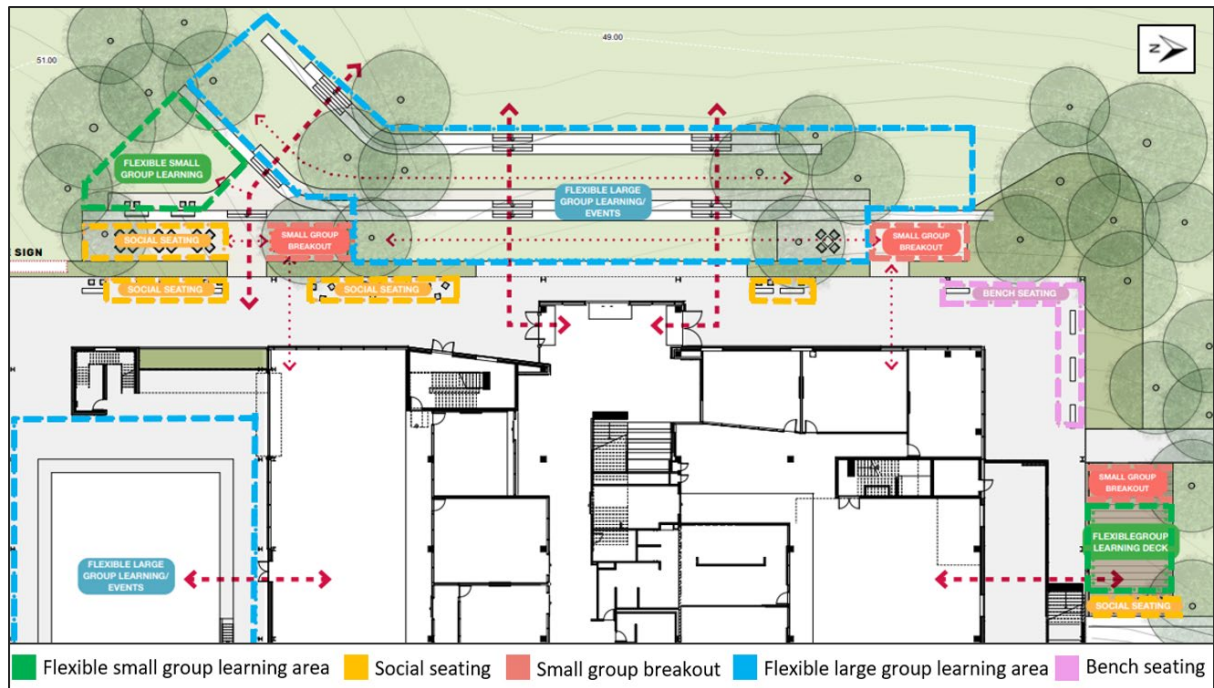 49.00
51.00
Z
FLEXIBLE SMALL
GROUP LEARNING
FLEXIBLE LARGE
GROUP LEARNING/
EVENTS
SOCIAL SEATING
SMALL GROUP
BREAKOUT
SMALL GROUP
BREAKOUT
E SIGN
SOCIAL SEATING
SOCIAL SEATING
BENCH SEATING
SMALL GROUP
BREAKOUT
FLEXIBLEGROUP
LEARNING DECK
FLEXIBLE LARGE
GROUP LEARNING/
EVENTS
SOCIAL SEATING
Flexible small group learning area
Social seating
Small group breakout
Flexible large group learning area
Bench seating